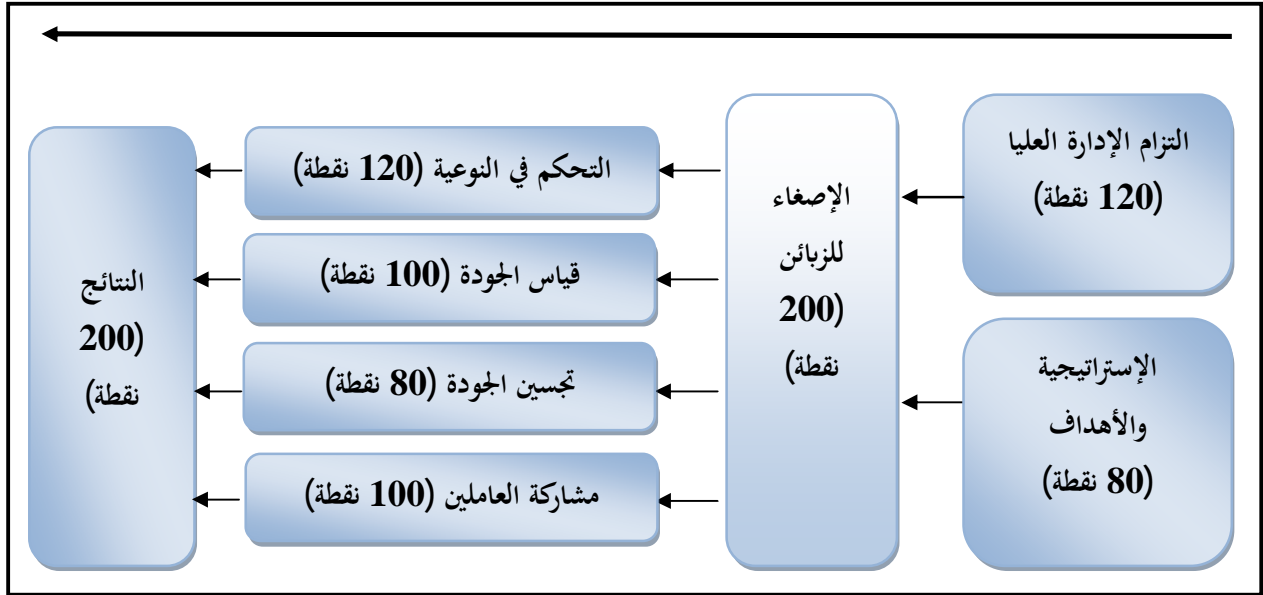 التزام الإدارة العليا
(120 نقطة)
الإستراتيجية
والأهداف
(80 نقطة)
الإصغاء
للزبائن
(200
نقطة)
التحكم في النوعية (120 نقطة)
قياس الجودة (100 نقطة)
تجسين الجودة (80 نقطة)
مشاركة العاملين (100 نقطة)
النتائج
(200
نقطة)